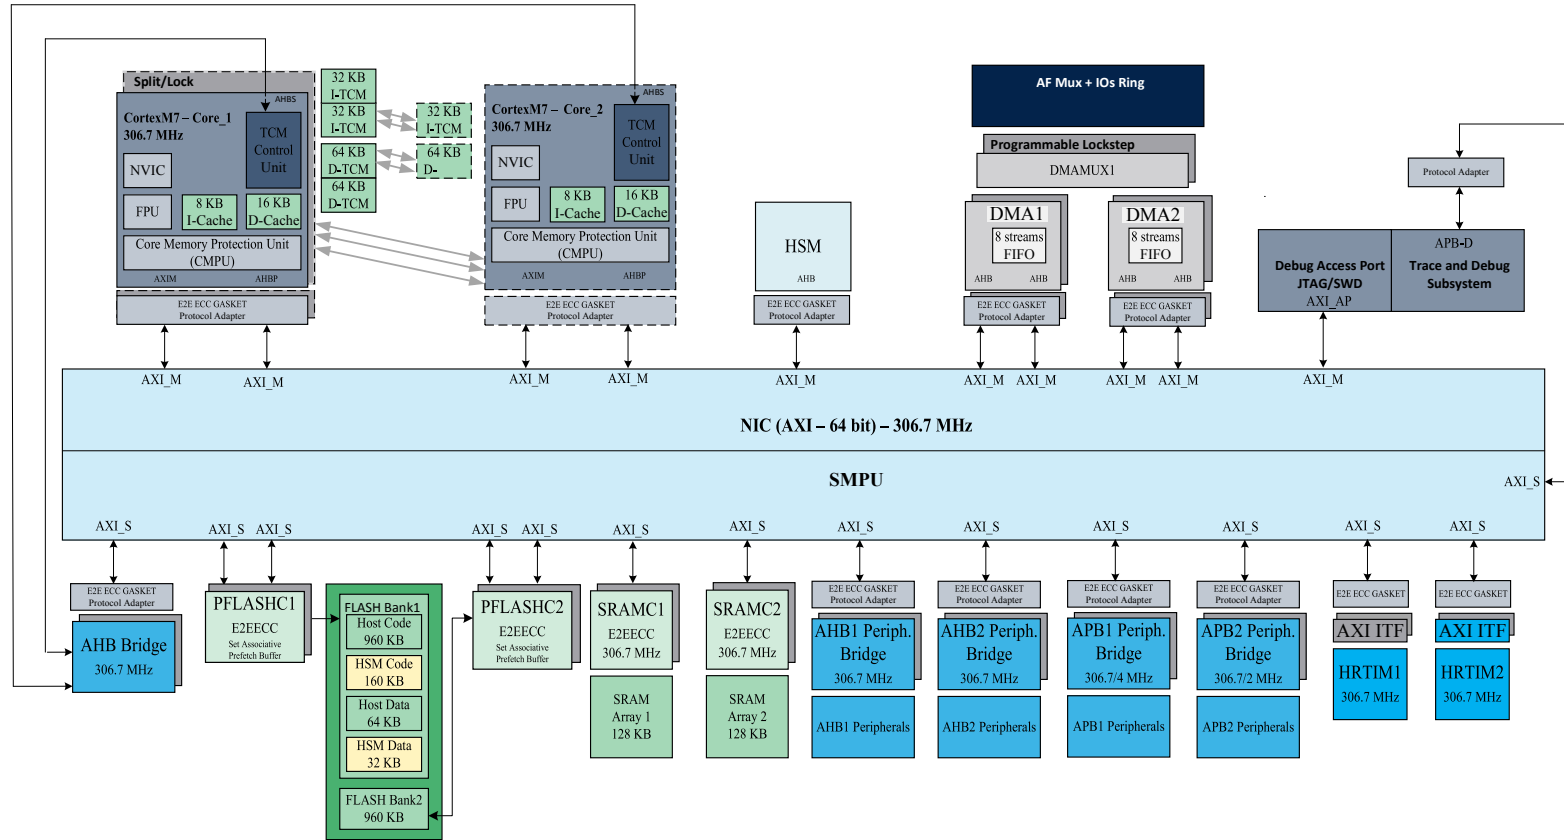 Split/Lock
AHBS
CortexM7 – Core_1
306.7 MHz
TCM
Control
Unit
NVIC
FPU
8 KB
I-Cache
16 KB
D-Cache
Core Memory Protection Unit
(CMPU)
AXIM
AHBP
E2E ECC GASKET
Protocol Adapter
32 KB
I-TCM
32 KB
I-TCM
64 KB
D-TCM
64 KB
D-TCM
32 KB
I-TCM
64 KB
D-
AHBS
CortexM7 – Core_2
306.7 MHz
TCM
Control
Unit
NVIC
FPU
8 KB
I-Cache
16 KB
D-Cache
Core Memory Protection Unit
(CMPU)
AXIM
AHBP
E2E ECC GASKET
Protocol Adapter
HSM
AHB
E2E ECC GASKET
Protocol Adapter
AF Mux + IOs Ring
Programmable Lockstep
DMAMUX1
DMA1
8 streams
FIFO
AHB
AHB
E2E ECC GASKET
Protocol Adapter
DMA2
8 streams
FIFO
AHB
AHB
E2E ECC GASKET
Protocol Adapter
Protocol Adapter
APB-D
Debug Access Port
JTAG/SWD
AXI_AP
Trace and Debug
Subsystem
AXI_M
AXI_M
AXI_M
AXI_M
AXI_M
AXI_M
AXI_M
AXI_M
AXI_M
AXI_M
NIC (AXI – 64 bit) – 306.7 MHz
SMPU
AXI_S
AXI_S
AXI_S
AXI_S
AXI_S
AXI_S
AXI_S
AXI_S
AXI_S
AXI_S
AXI_S
AXI_S
AXI_S
AXI_S
E2E ECC GASKET
Protocol Adapter
AHB Bridge
306.7 MHz
PFLASHC1
E2EECC
Set Associative
Prefetch Buffer
FLASH Bank1
Host Code
960 KB
HSM Code
160 KB
Host Data
64 KB
HSM Data
32 KB
FLASH Bank2
960 KB
PFLASHC2
E2EECC
Set Associative
Prefetch Buffer
SRAMC1
E2EECC
306.7 MHz
SRAM
Array 1
128 KB
SRAMC2
E2EECC
306.7 MHz
SRAM
Array 2
128 KB
E2E ECC GASKET
Protocol Adapter
AHB1 Periph.
Bridge
306.7 MHz
AHB1 Peripherals
E2E ECC GASKET
Protocol Adapter
AHB2 Periph.
Bridge
306.7 MHz
AHB2 Peripherals
E2E ECC GASKET
Protocol Adapter
APB1 Periph.
Bridge
306.7/4 MHz
APB1 Peripherals
E2E ECC GASKET
Protocol Adapter
APB2 Periph.
Bridge
306.7/2 MHz
APB2 Peripherals
E2E ECC GASKET
AXI ITF
HRTIM1
306.7 MHz
E2E ECC GASKET
AXI ITF
HRTIM2
306.7 MHz